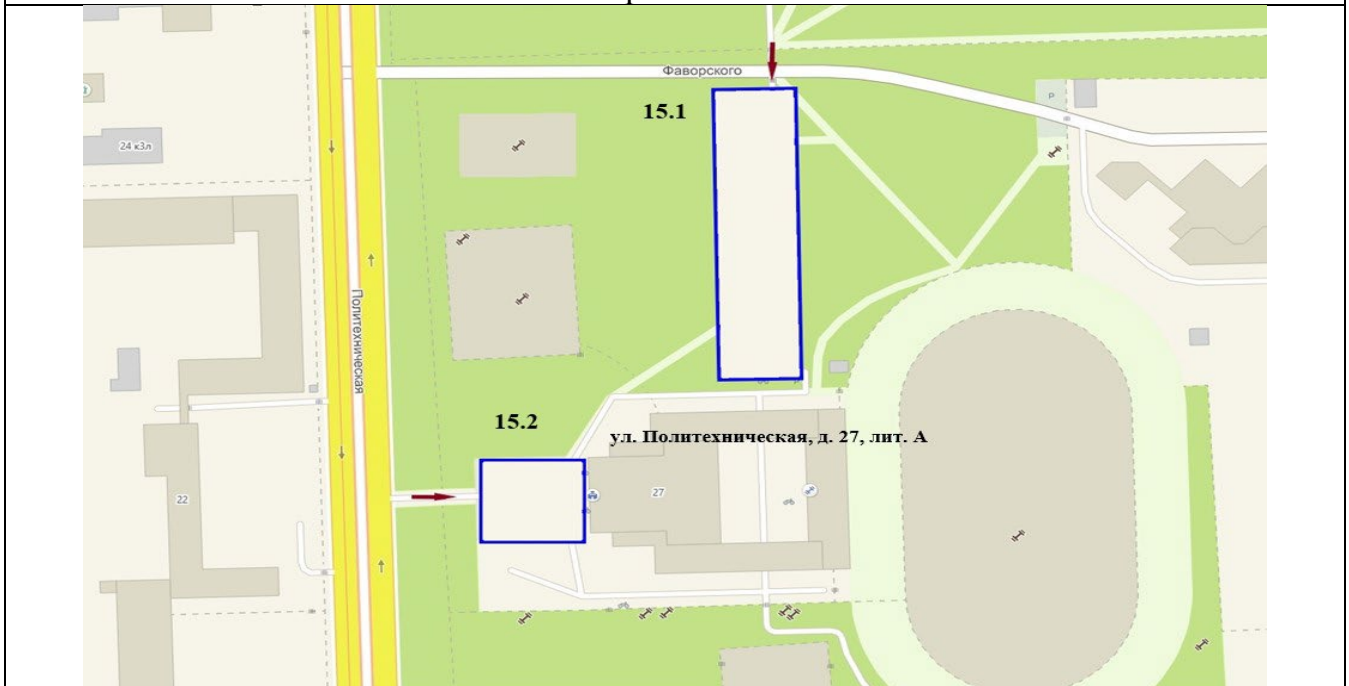 Фаворского
15.1
P
24 к3л
Политехническая
15.2
ул. Политехническая, д. 27, лит. А
22
27